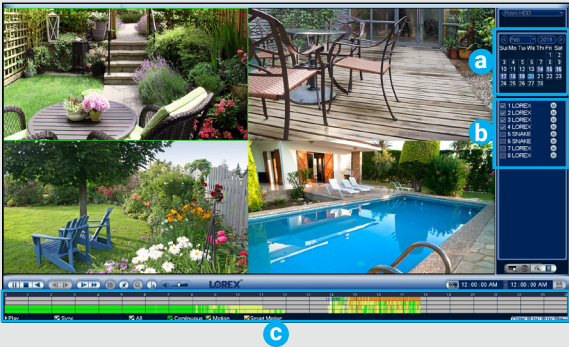 (From HDD
a
Feb 2019
Su Mo Tu We Th Fri Sat
1 2
3 4 5 6 7 8 9
10 11 12 13 14 15 16
17 18 19 20 21 22 23
24 25 26 27 28
b
1 LOREX
2 LOREX
3 LOREX
4 LOREX
5 SNAKE
6 SNAKE
7 LOREX
8 LOREX
LOREX
12:00:00 AM - 12:00:00 AM
Play Sync All Continuous Motion Smart Motion
c